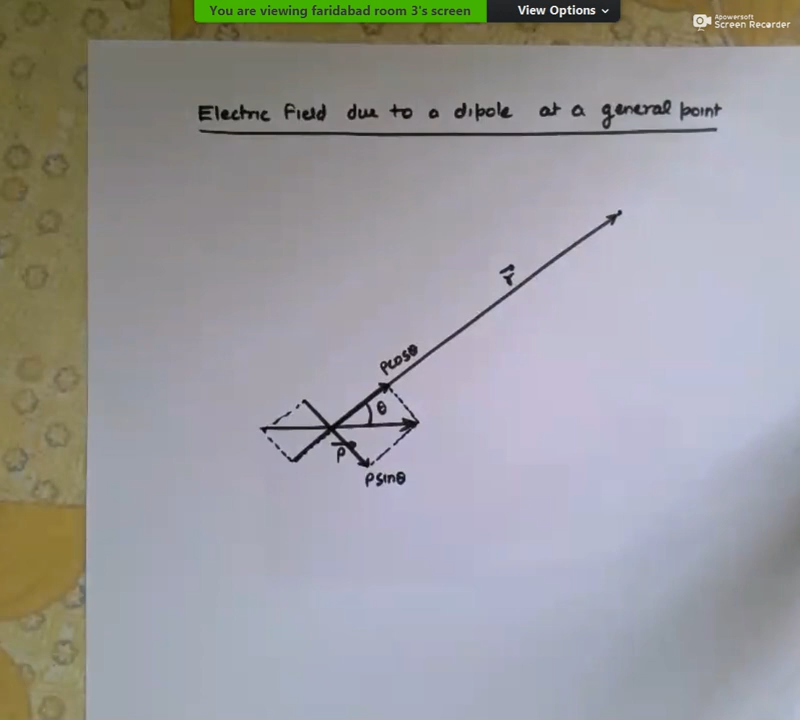 You are viewing faridabad room 3's screen View Options
Apowersoft
Screen Recorder
Electric field due to a dipole at a general point
r⃗
pcosθ
θ
p⃗
psinθ